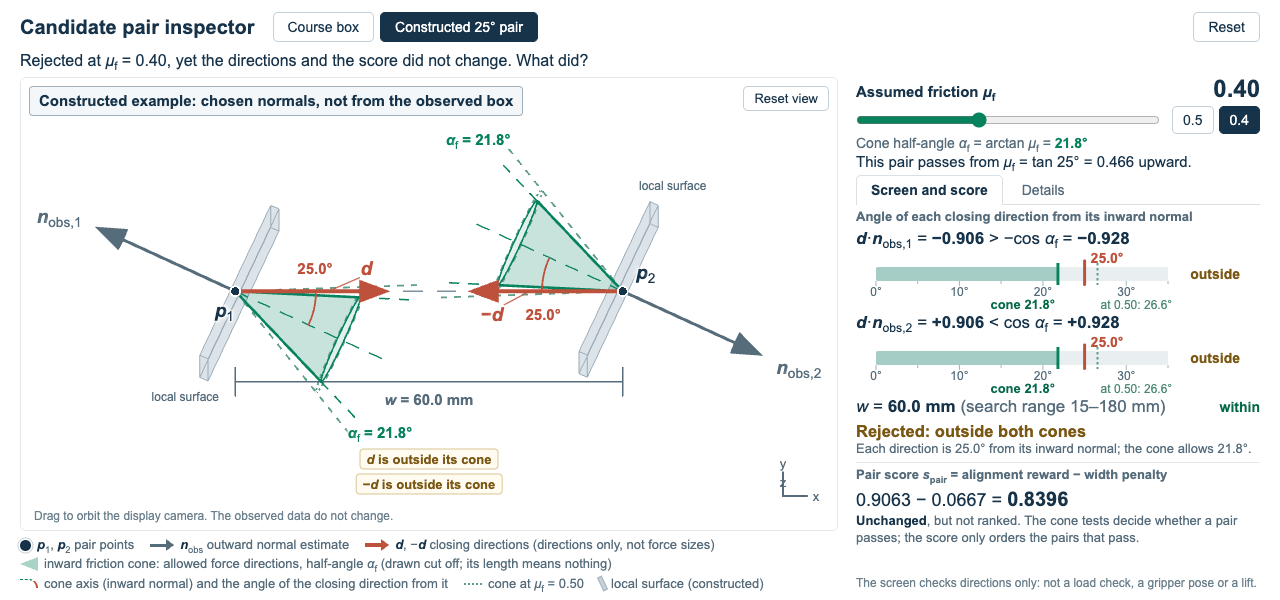 Candidate pair inspector
Course box
Constructed 25° pair
Reset
Rejected at μf = 0.40, yet the directions and the score did not change. What did?
Constructed example: chosen normals, not from the observed box
Reset view
αf = 21.8°
local surface
nobs,1
25.0°
d
p1
p2
−d
25.0°
nobs,2
local surface
w = 60.0 mm
αf = 21.8°
d is outside its cone
−d is outside its cone
y
z
x
Drag to orbit the display camera. The observed data do not change.
p1, p2 pair points
nobs outward normal estimate
d, −d closing directions (directions only, not force sizes)
inward friction cone: allowed force directions, half-angle αf (drawn cut off; its length means nothing)
cone axis (inward normal) and the angle of the closing direction from it
cone at μf = 0.50
local surface (constructed)
Assumed friction μf
0.40
0.5
0.4
Cone half-angle αf = arctan μf = 21.8°
This pair passes from μf = tan 25° = 0.466 upward.
Screen and score
Details
Angle of each closing direction from its inward normal
d·nobs,1 = −0.906 > −cos αf = −0.928
25.0°
outside
0° 10° 20° 30°
cone 21.8°
at 0.50: 26.6°
d·nobs,2 = +0.906 < cos αf = +0.928
25.0°
outside
0° 10° 20° 30°
cone 21.8°
at 0.50: 26.6°
w = 60.0 mm (search range 15–180 mm)
within
Rejected: outside both cones
Each direction is 25.0° from its inward normal; the cone allows 21.8°.
Pair score spair = alignment reward − width penalty
0.9063 − 0.0667 = 0.8396
Unchanged, but not ranked. The cone tests decide whether a pair
passes; the score only orders the pairs that pass.
The screen checks directions only: not a load check, a gripper pose or a lift.